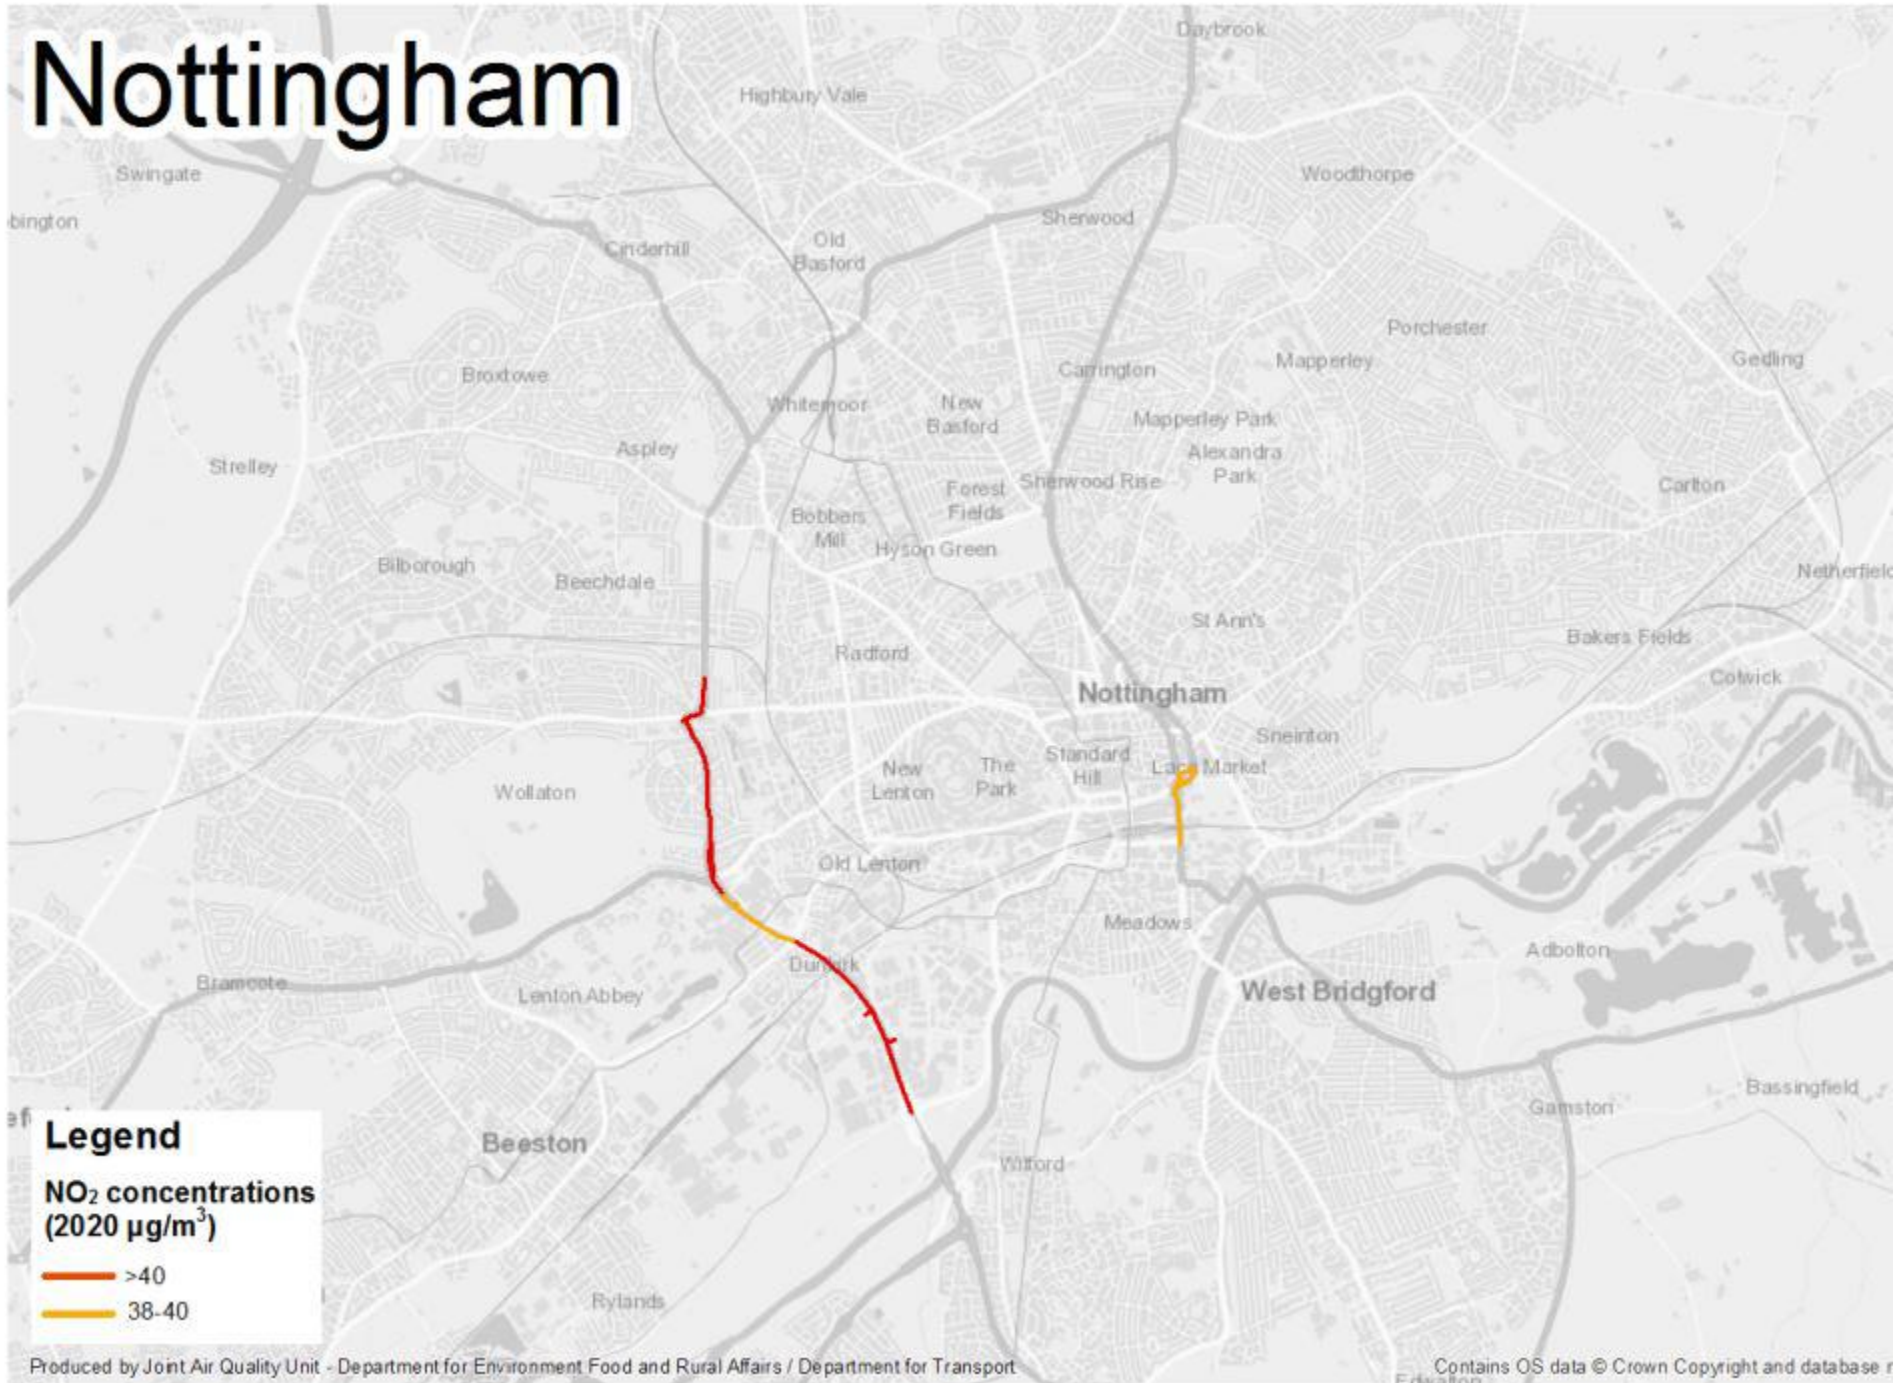 Nottingham
Daybrook
Highbury Vale
Swingate
Woodthorpe
Sherwood
Cinderhill
Old
Basford
Porchester
Gedling
Mapperley
Carrington
Broxtowe
Whitemoor
New
Basford
Mapperley Park
Aspley
Alexandra
Park
Strelley
Sherwood Rise
Carlton
Forest
Fields
Bobbers
Mill
Hyson Green
Bilborough
Beechdale
Netherfield
St Ann's
Bakers Fields
Radford
Colwick
Nottingham
Sneinton
Standard
Hill
Lace Market
New
Lenton
The
Park
Wollaton
Old Lenton
Meadows
Adbolton
Dunkirk
Bramcote
Lenton Abbey
West Bridgford
Bassingfield
Gamston
Beeston
Wilford
Rylands
Legend
NO₂ concentrations
(2020 µg/m³)
>40
38-40
Produced by Joint Air Quality Unit - Department for Environment Food and Rural Affairs / Department for Transport
Contains OS data © Crown Copyright and database r